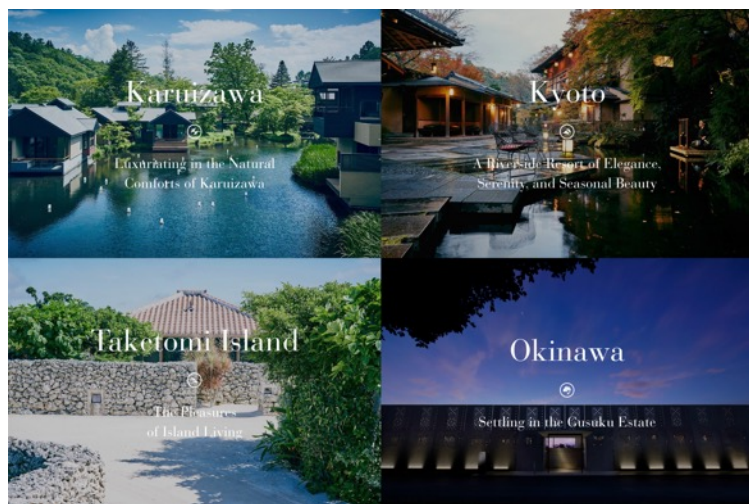 Karuizawa
Luxuriating in the Natural
Comforts of Karuizawa
Kyoto
A Riverside Resort of Elegance,
Serenity, and Seasonal Beauty
Taketomi Island
The Pleasures
of Island Living
Okinawa
Settling in the Gusuku Estate